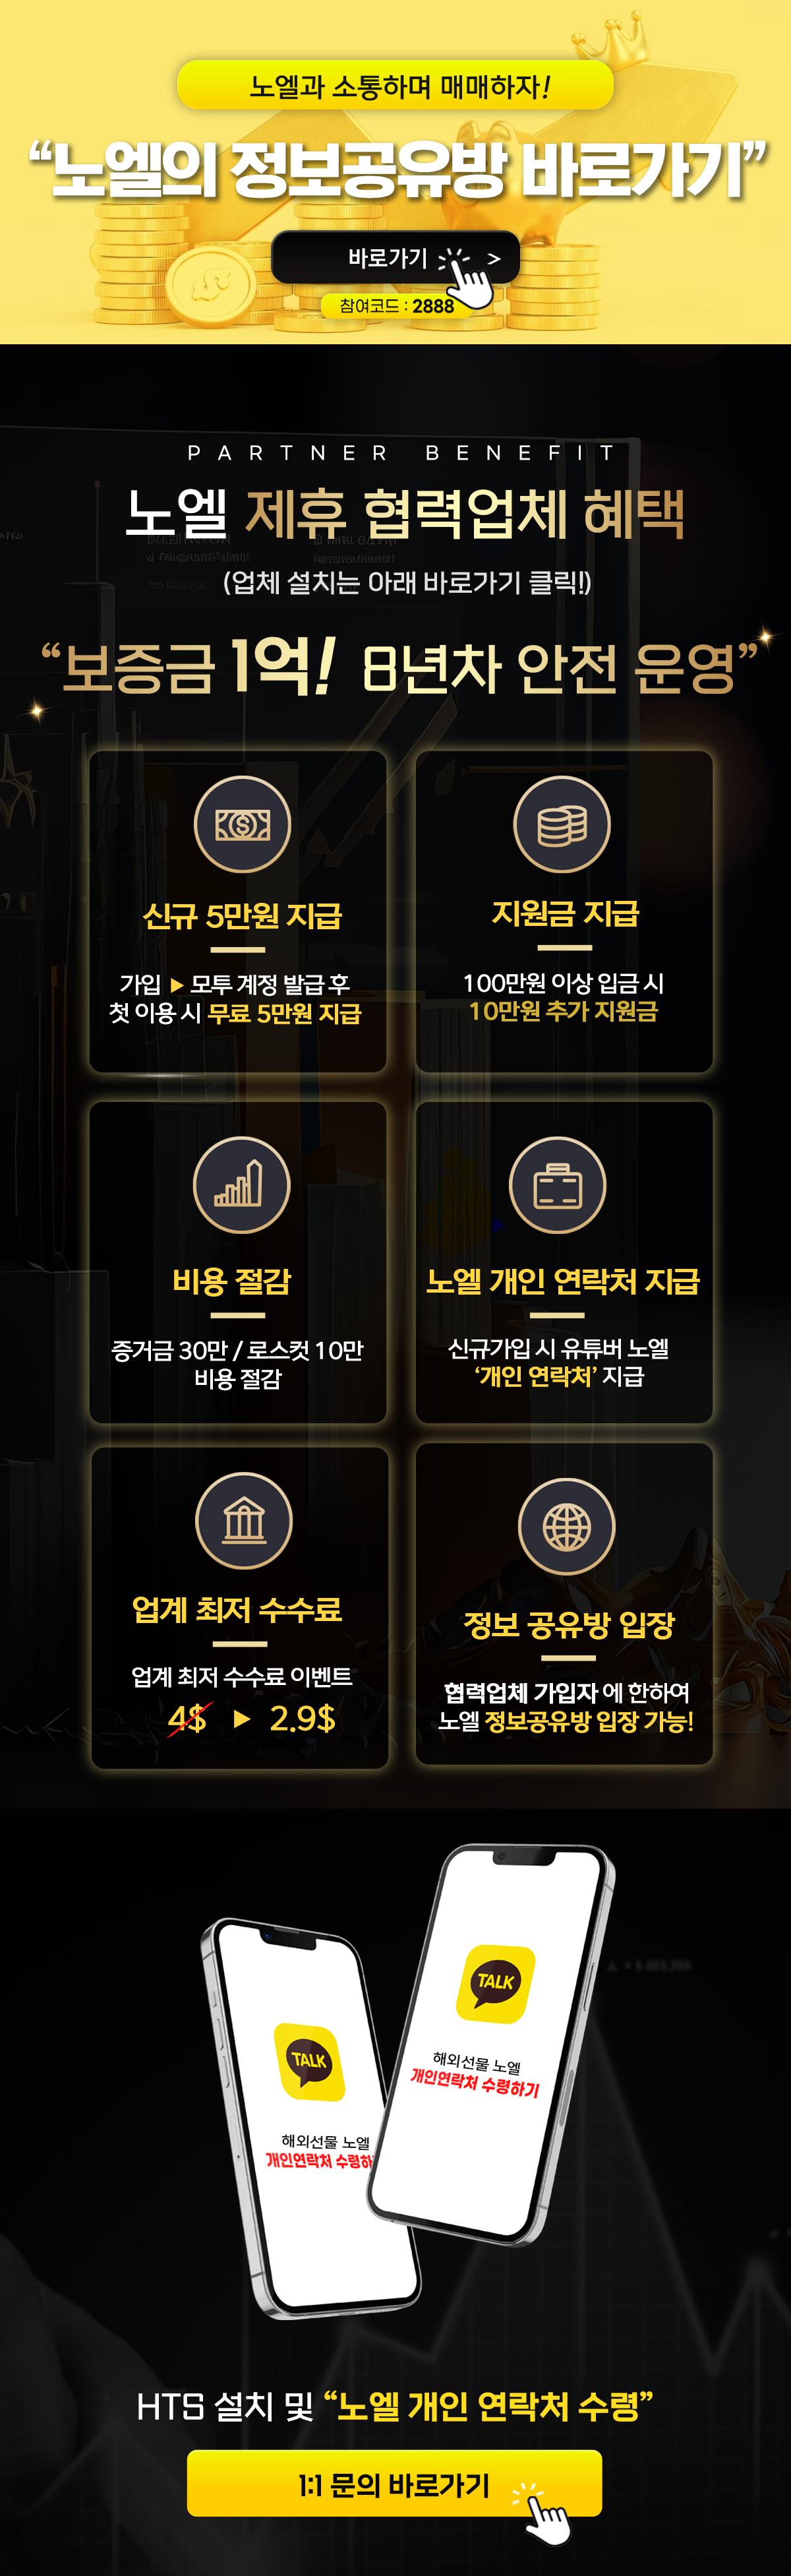 노엘과 소통하며 매매하자!
“노엘의 정보공유방 바로가기”
바로가기 >
참여코드 : 2888
PARTNER BENEFIT
노엘 제휴 협력업체 혜택
(업체 설치는 아래 바로가기 클릭!)
“보증금 1억! 8년차 안전 운영”
신규 5만원 지급
가입 ▶ 모투 계정 발급 후
첫 이용 시 무료 5만원 지급
지원금 지급
100만원 이상 입금 시
10만원 추가 지원금
비용 절감
증거금 30만 / 로스컷 10만
비용 절감
노엘 개인 연락처 지급
신규가입 시 유튜버 노엘
‘개인 연락처’ 지급
업계 최저 수수료
업계 최저 수수료 이벤트
4$ ▶ 2.9$
정보 공유방 입장
협력업체 가입자에 한하여
노엘 정보공유방 입장 가능!
TALK
해외선물 노엘
개인연락처 수령하기
TALK
해외선물 노엘
개인연락처 수령하
HTS 설치 및 “노엘 개인 연락처 수령”
1:1 문의 바로가기